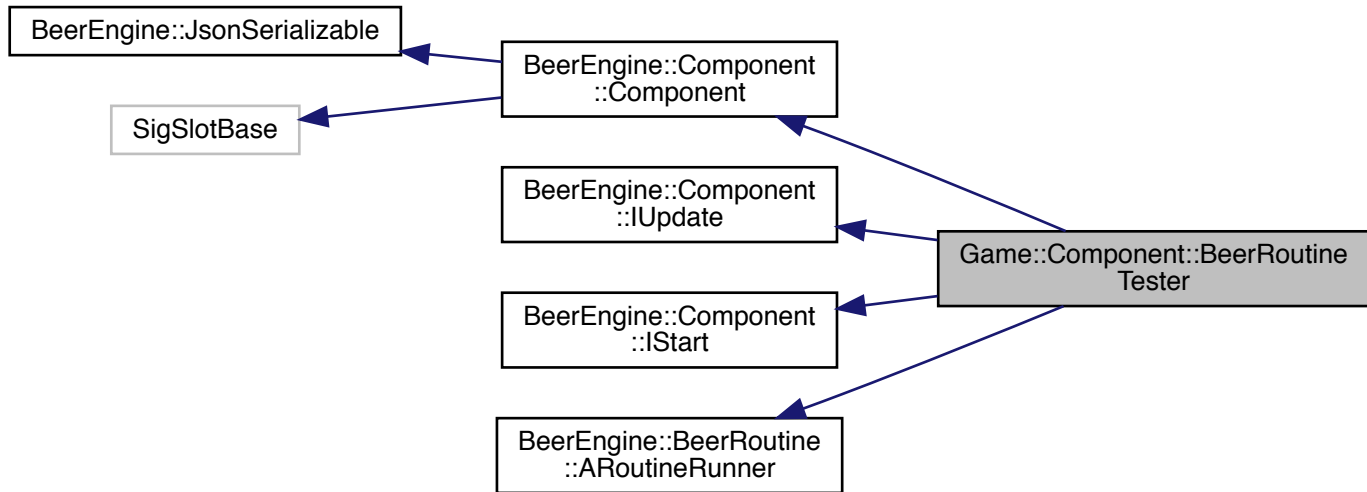 BeerEngine::JsonSerializable
SigSlotBase
BeerEngine::Component
::Component
BeerEngine::Component
::IUpdate
BeerEngine::Component
::IStart
BeerEngine::BeerRoutine
::ARoutineRunner
Game::Component::BeerRoutine
Tester